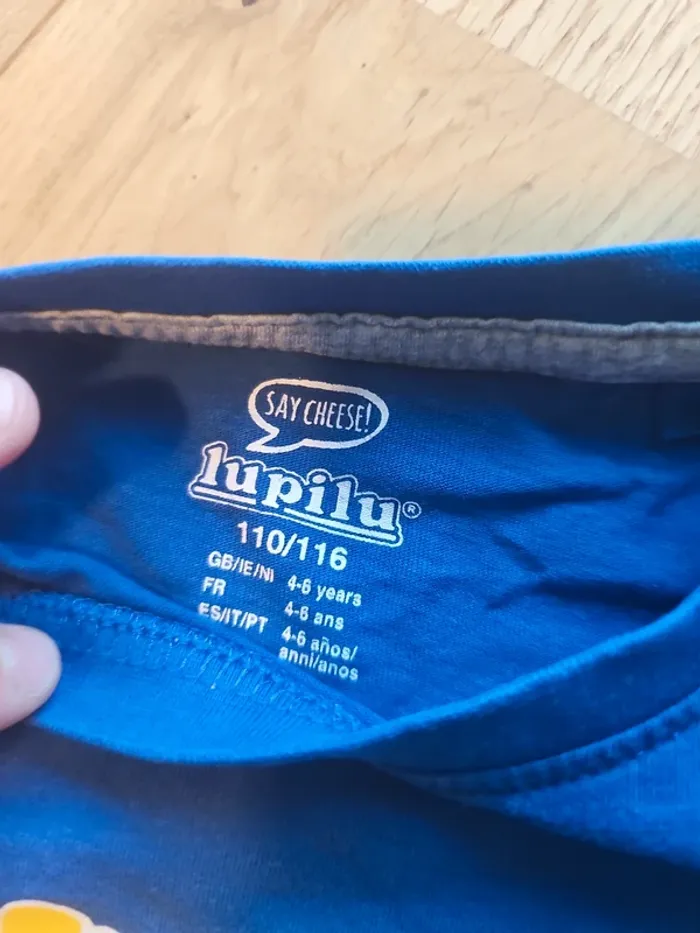 SAY CHEESE!
lupilu®
110/116
GB/IE/NI 4-6 years
FR 4-6 ans
ES/IT/PT 4-6 años/
anni/anos